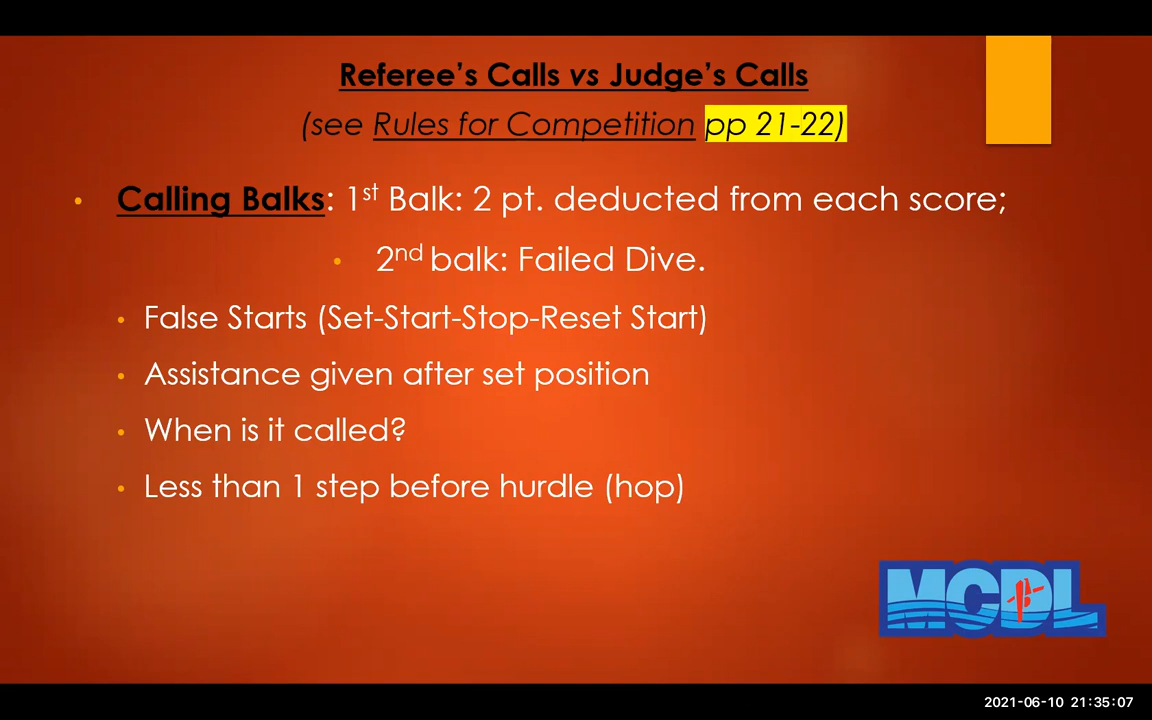 Referee's Calls vs Judge's Calls
(see Rules for Competition pp 21-22)
• Calling Balks: 1st Balk: 2 pt. deducted from each score;
• 2nd balk: Failed Dive.
• False Starts (Set-Start-Stop-Reset Start)
• Assistance given after set position
• When is it called?
• Less than 1 step before hurdle (hop)
MCDL
2021-06-10 21:35:07